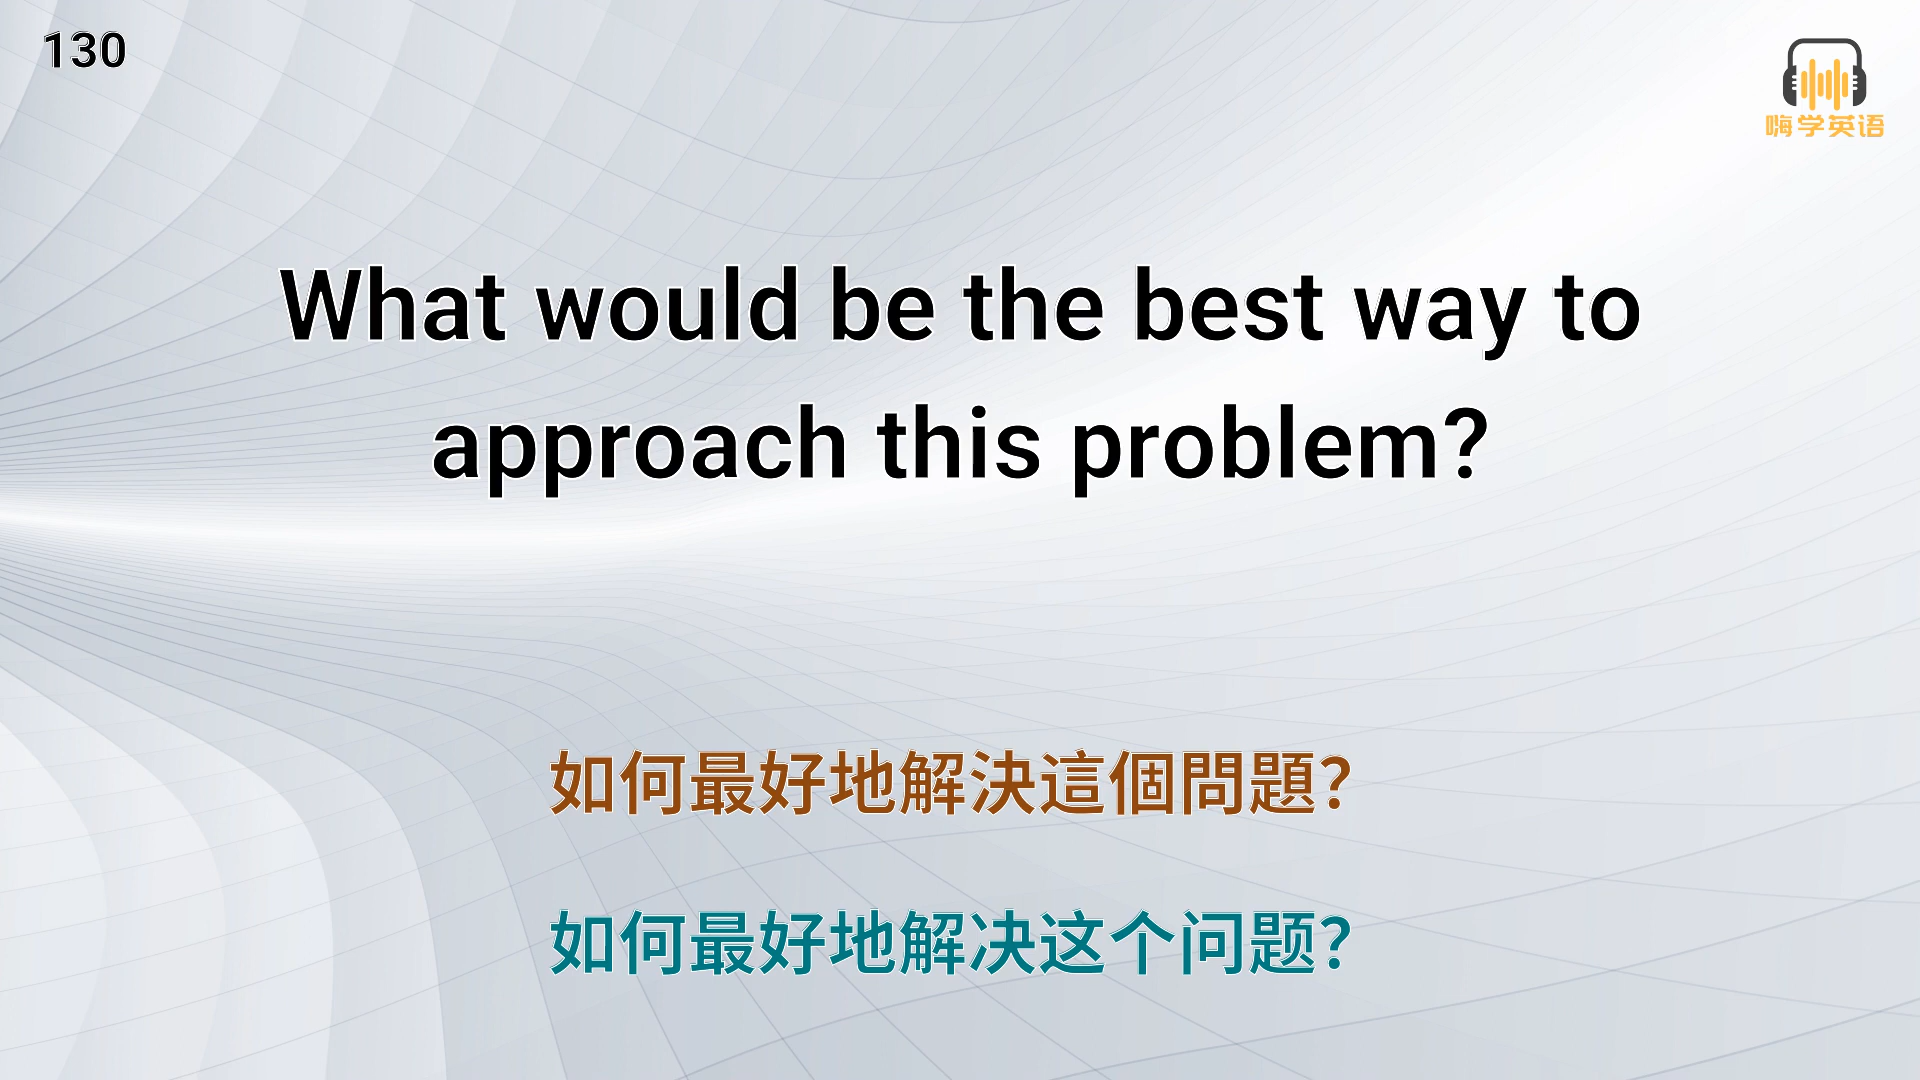 130
嗨学英语
What would be the best way to
approach this problem?
如何最好地解決這個問題?
如何最好地解决这个问题?